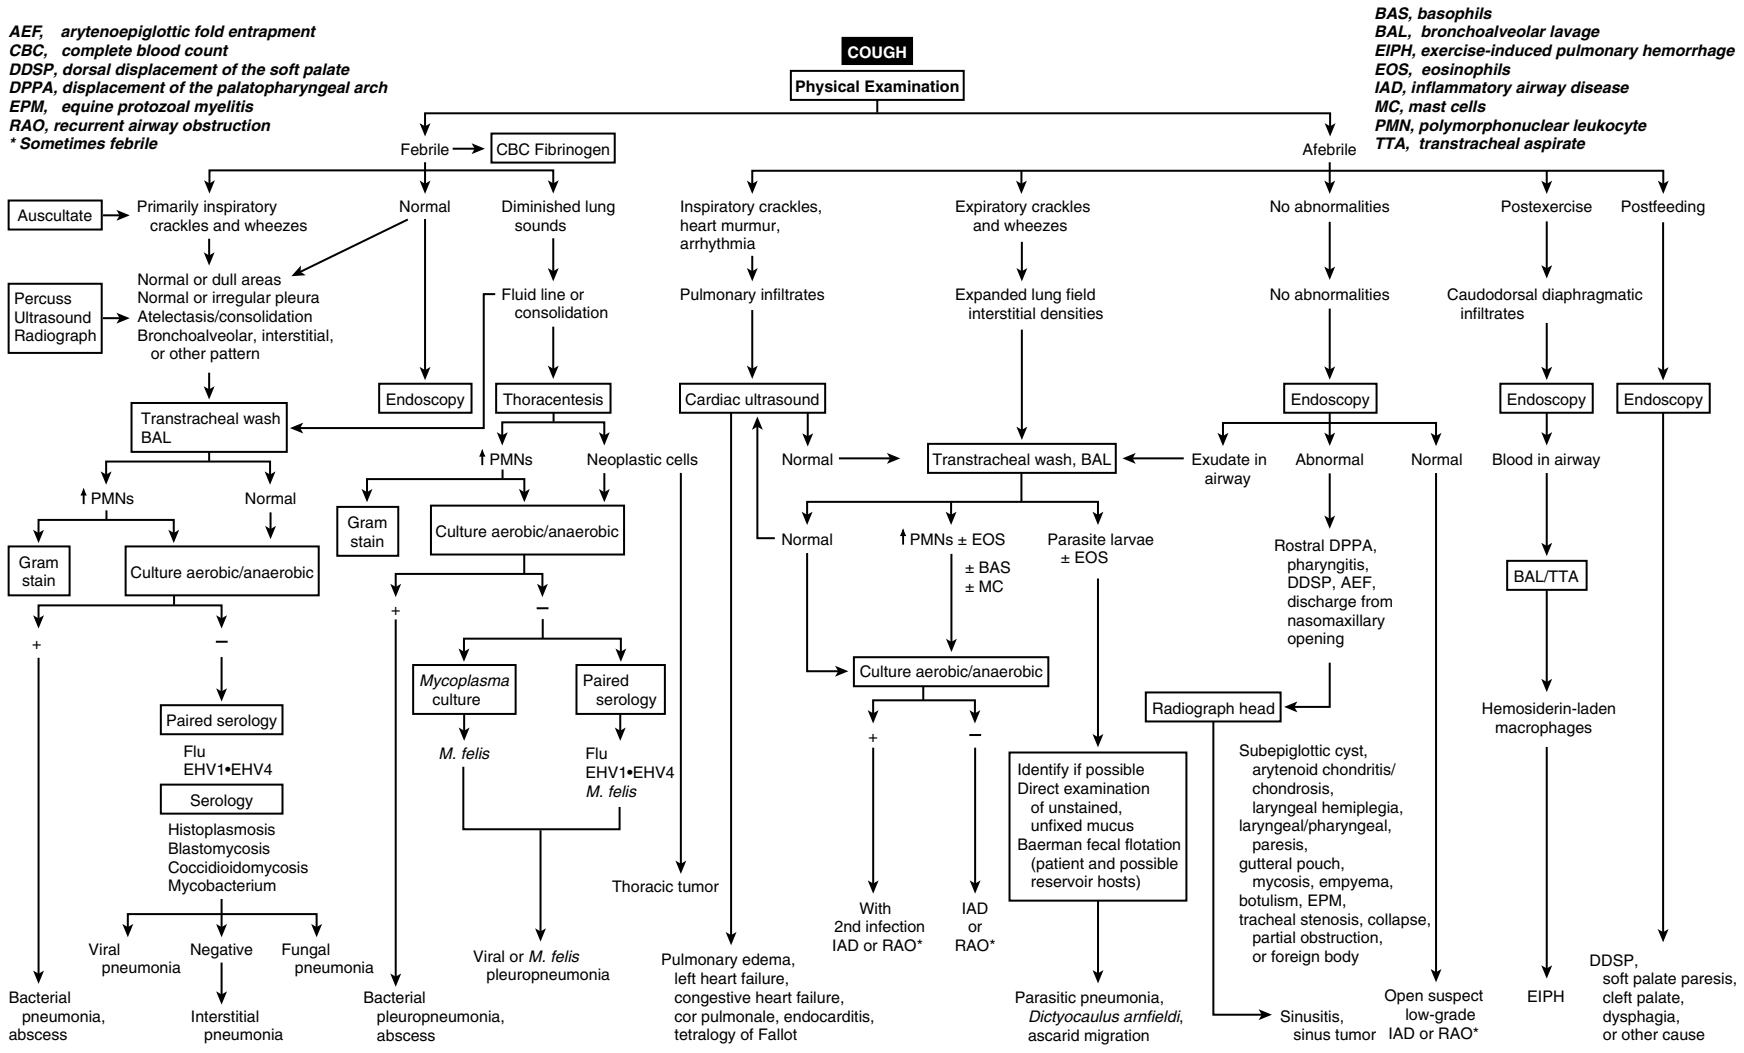 AEF, arytenoepiglottic fold entrapment
CBC, complete blood count
DDSP, dorsal displacement of the soft palate
DPPA, displacement of the palatopharyngeal arch
EPM, equine protozoal myelitis
RAO, recurrent airway obstruction
* Sometimes febrile
BAS, basophils
BAL, bronchoalveolar lavage
EIPH, exercise-induced pulmonary hemorrhage
EOS, eosinophils
IAD, inflammatory airway disease
MC, mast cells
PMN, polymorphonuclear leukocyte
TTA, transtracheal aspirate
COUGH
Physical Examination
Febrile
CBC Fibrinogen
Afebrile
Auscultate
Primarily inspiratory
crackles and wheezes
Normal
Diminished lung
sounds
Inspiratory crackles,
heart murmur,
arrhythmia
Expiratory crackles
and wheezes
No abnormalities
Postexercise
Postfeeding
Percuss
Ultrasound
Radiograph
Normal or dull areas
Normal or irregular pleura
Atelectasis/consolidation
Bronchoalveolar, interstitial,
or other pattern
Fluid line or
consolidation
Pulmonary infiltrates
Expanded lung field
interstitial densities
No abnormalities
Caudodorsal diaphragmatic
infiltrates
Transtracheal wash
BAL
Endoscopy
Thoracentesis
Cardiac ultrasound
Endoscopy
Endoscopy
Endoscopy
PMNs
Normal
PMNs
Neoplastic cells
Normal
Transtracheal wash, BAL
Exudate in
airway
Abnormal
Normal
Blood in airway
Gram
stain
Culture aerobic/anaerobic
Gram
stain
Culture aerobic/anaerobic
Normal
PMNs ± EOS
± BAS
± MC
Parasite larvae
± EOS
Rostral DPPA,
pharyngitis,
DDSP, AEF,
discharge from
nasomaxillary
opening
BAL/TTA
+
–
+
–
Paired serology
Flu
EHV1•EHV4
Serology
Histoplasmosis
Blastomycosis
Coccidioidomycosis
Mycobacterium
Mycoplasma
culture
Paired
serology
M. felis
Flu
EHV1•EHV4
M. felis
Thoracic tumor
Culture aerobic/anaerobic
+
–
Radiograph head
Hemosiderin-laden
macrophages
Identify if possible
Direct examination
of unstained,
unfixed mucus
Baerman fecal flotation
(patient and possible
reservoir hosts)
Subepiglottic cyst,
arytenoid chondritis/
chondrosis,
laryngeal hemiplegia,
laryngeal/pharyngeal,
paresis,
gutteral pouch,
mycosis, empyema,
botulism, EPM,
tracheal stenosis, collapse,
partial obstruction,
or foreign body
With
2nd infection
IAD or RAO*
IAD
or
RAO*
Viral
pneumonia
Negative
Fungal
pneumonia
Bacterial
pneumonia,
abscess
Interstitial
pneumonia
Bacterial
pleuropneumonia,
abscess
Viral or M. felis
pleuropneumonia
Pulmonary edema,
left heart failure,
congestive heart failure,
cor pulmonale, endocarditis,
tetralogy of Fallot
Parasitic pneumonia,
Dictyocaulus arnfieldi,
ascarid migration
Sinusitis,
sinus tumor
Open suspect
low-grade
IAD or RAO*
EIPH
DDSP,
soft palate paresis,
cleft palate,
dysphagia,
or other cause